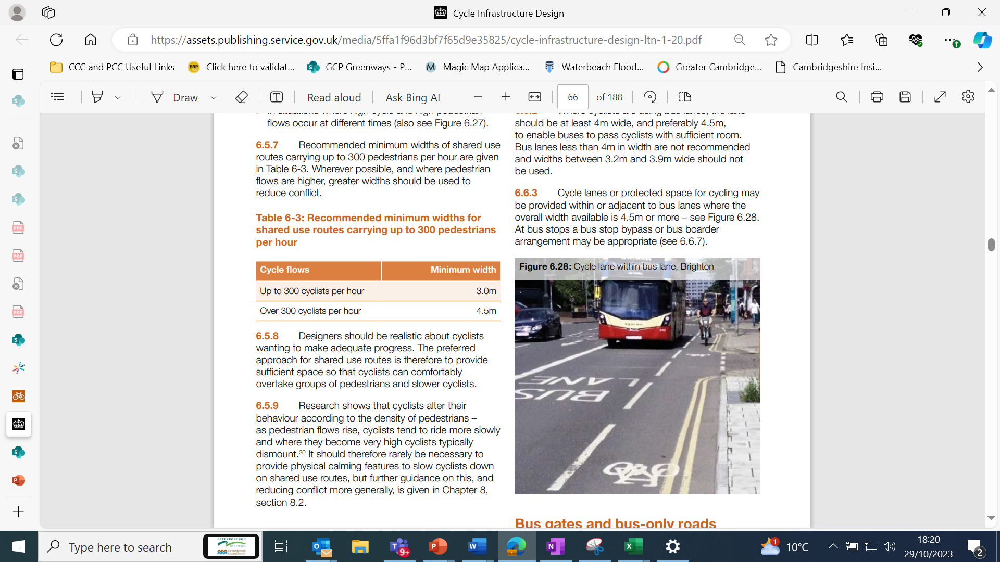 Cycle Infrastructure Design
https://assets.publishing.service.gov.uk/media/5ffa1f96d3bf7f65d9e35825/cycle-infrastructure-design-ltn-1-20.pdf
CCC and PCC Useful Links
ERP
Click here to validat...
GCP Greenways - P...
Magic Map Applica...
Waterbeach Flood...
Greater Cambridge...
Cambridgeshire Insi...
Draw
Read aloud
Ask Bing AI
66
of 188
flows occur at different times (also see Figure 6.27).
6.5.7 Recommended minimum widths of shared use
routes carrying up to 300 pedestrians per hour are given
in Table 6-3. Wherever possible, and where pedestrian
flows are higher, greater widths should be used to
reduce conflict.
Table 6-3: Recommended minimum widths for
shared use routes carrying up to 300 pedestrians
per hour
Cycle flows Minimum width
Up to 300 cyclists per hour 3.0m
Over 300 cyclists per hour 4.5m
6.5.8 Designers should be realistic about cyclists
wanting to make adequate progress. The preferred
approach for shared use routes is therefore to provide
sufficient space so that cyclists can comfortably
overtake groups of pedestrians and slower cyclists.
6.5.9 Research shows that cyclists alter their
behaviour according to the density of pedestrians –
as pedestrian flows rise, cyclists tend to ride more slowly
and where they become very high cyclists typically
dismount.30 It should therefore rarely be necessary to
provide physical calming features to slow cyclists down
on shared use routes, but further guidance on this, and
reducing conflict more generally, is given in Chapter 8,
section 8.2.
should be at least 4m wide, and preferably 4.5m,
to enable buses to pass cyclists with sufficient room.
Bus lanes less than 4m in width are not recommended
and widths between 3.2m and 3.9m wide should not
be used.
6.6.3 Cycle lanes or protected space for cycling may
be provided within or adjacent to bus lanes where the
overall width available is 4.5m or more – see Figure 6.28.
At bus stops a bus stop bypass or bus boarder
arrangement may be appropriate (see 6.6.7).
Figure 6.28: Cycle lane within bus lane, Brighton
LANE
BUS
Bus gates and bus-only roads
PDF
PDF
PDF
Type here to search
PETERBOROUGH
CITY COUNCIL
Cambridgeshire
County Council
9+
1
10°C
18:20
29/10/2023
2